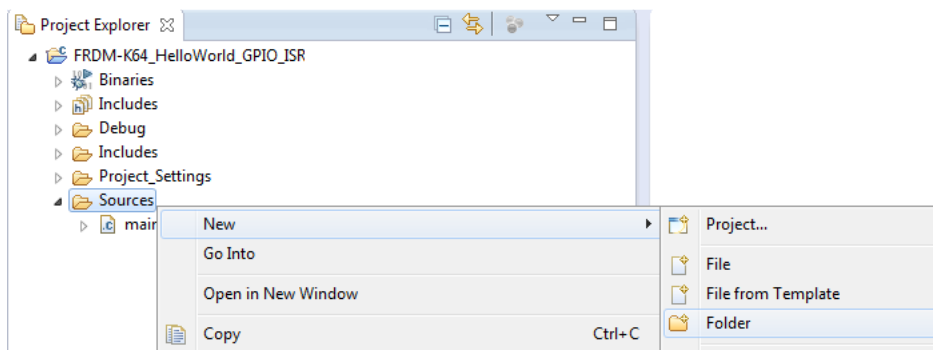 Project Explorer
FRDM-K64_HelloWorld_GPIO_ISR
Binaries
Includes
Debug
Includes
Project_Settings
Sources
main
New
Go Into
Open in New Window
Copy Ctrl+C
Project...
File
File from Template
Folder